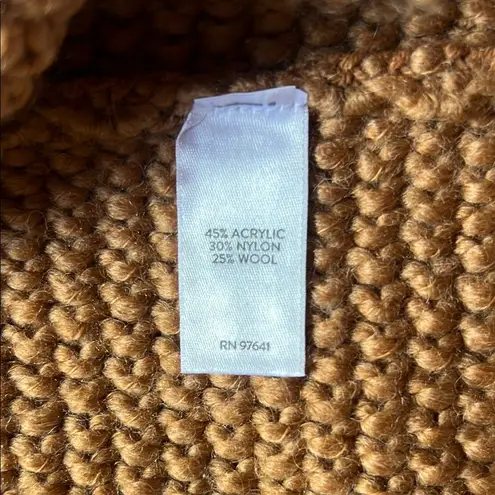 45% ACRYLIC
30% NYLON
25% WOOL
RN 97641